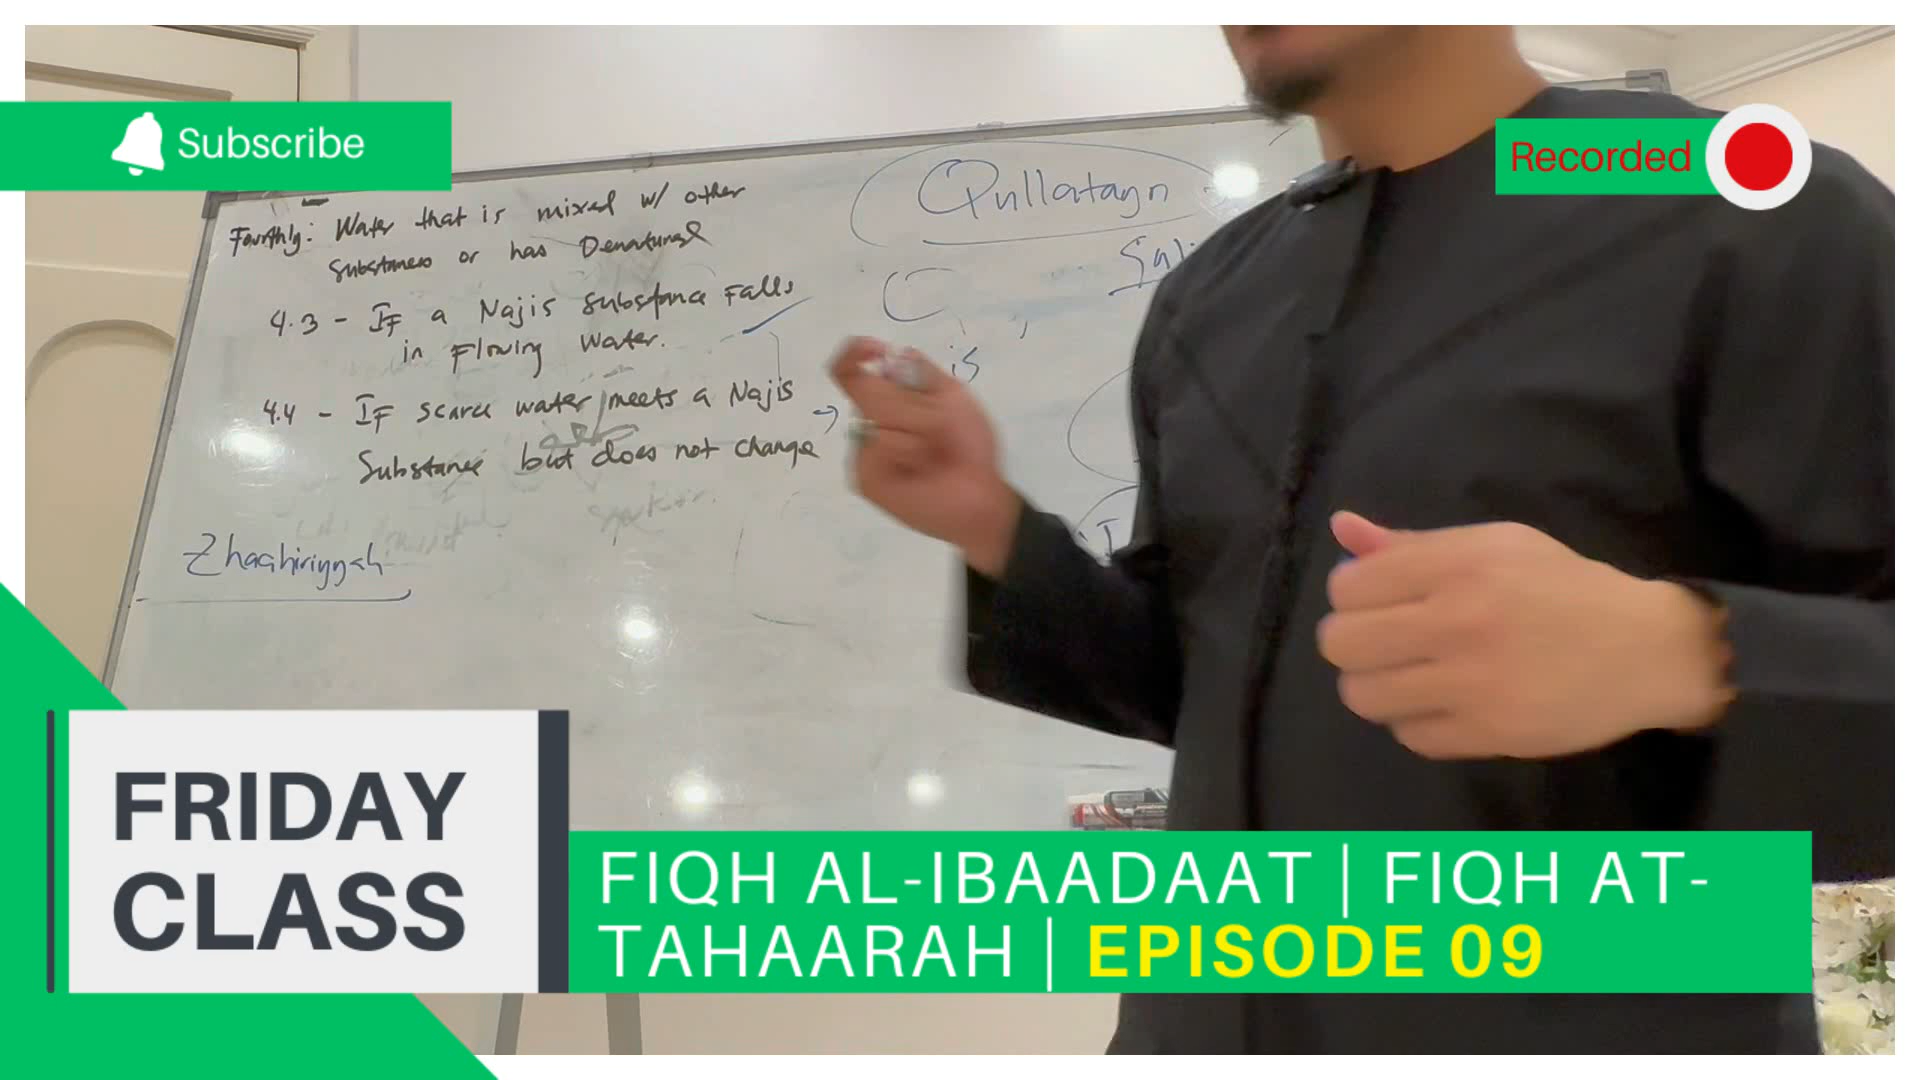 Subscribe
Recorded
Fourthly: Water that is mixed w/ other
Substances or has Denatured
4.3 - If a Najis substance Falls
in Flowing water.
4.4 - If scarce water meets a Najis
Substance but does not change
Zhaahiriyyah
Qullatayn
FRIDAY
CLASS
FIQH AL-IBAADAAT | FIQH AT-
TAHAARAH | EPISODE 09